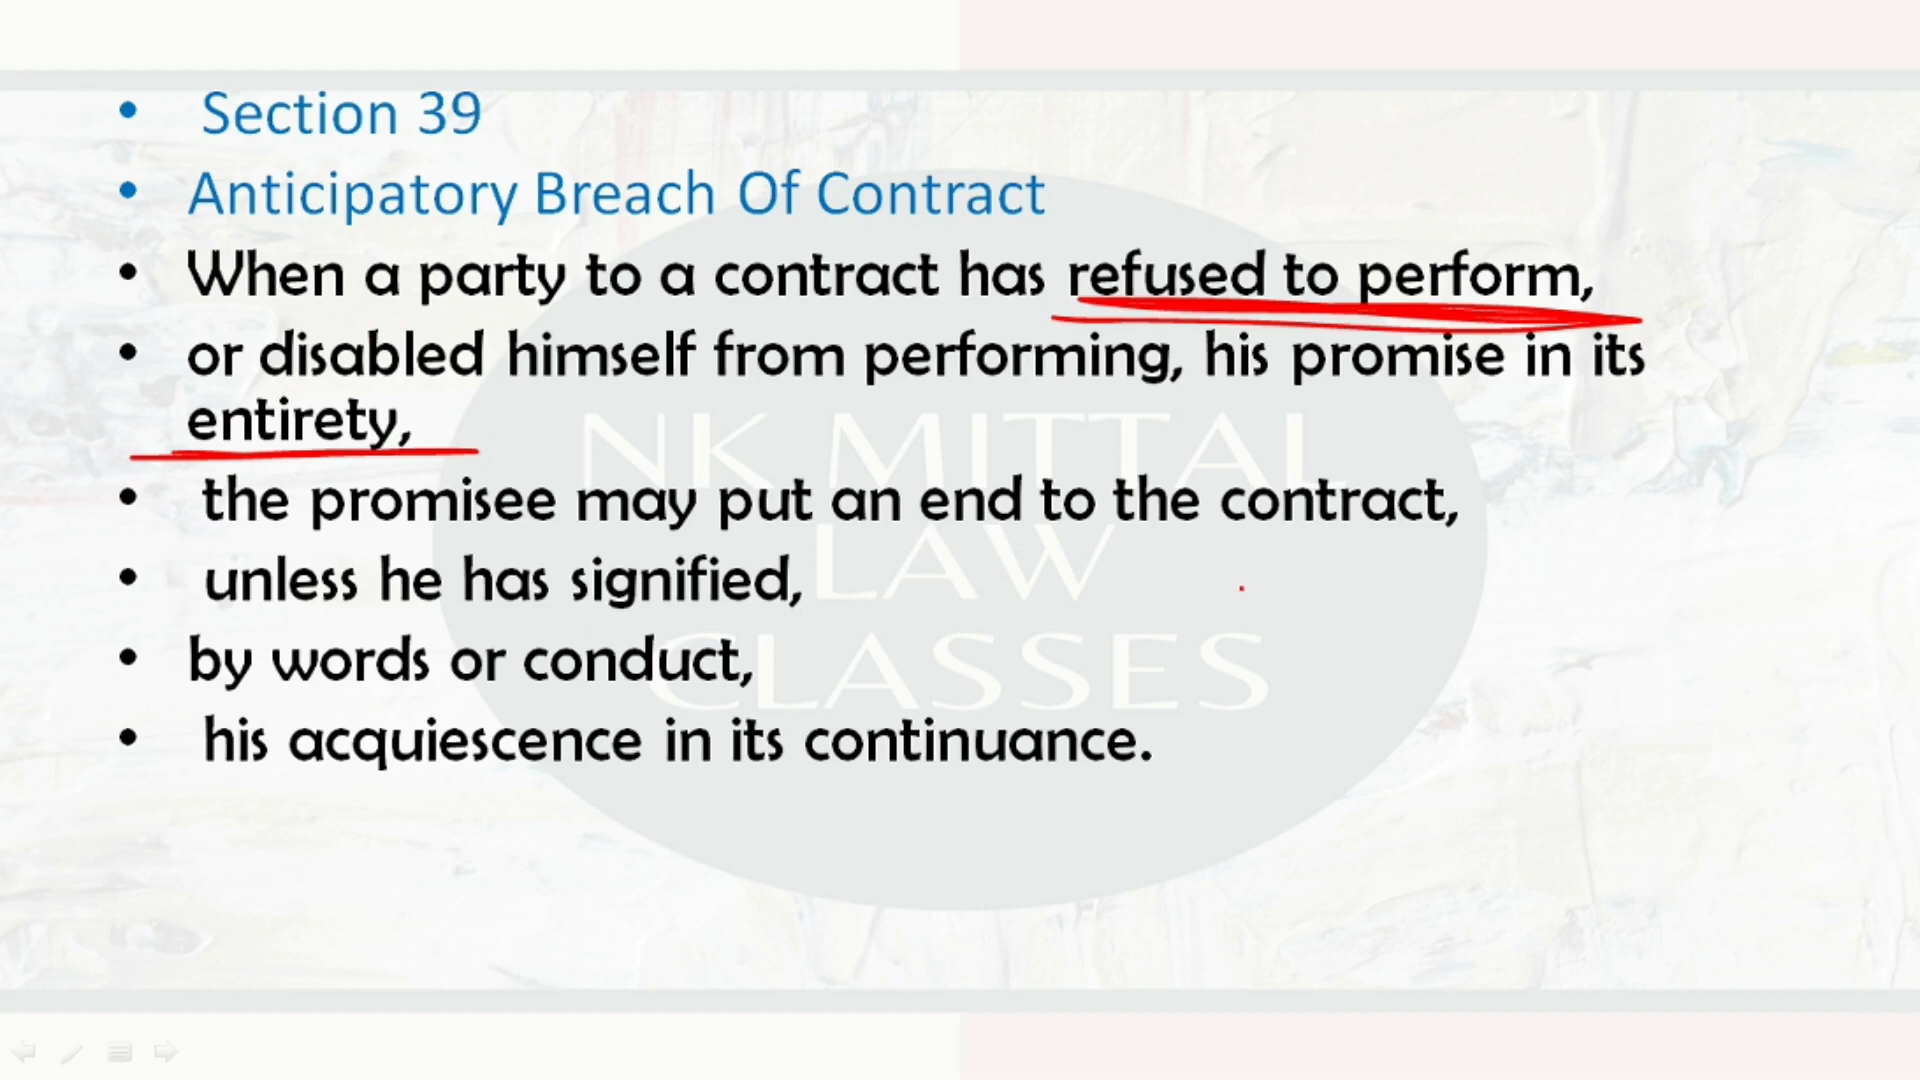 • Section 39
• Anticipatory Breach Of Contract
• When a party to a contract has refused to perform,
• or disabled himself from performing, his promise in its
entirety,
• the promisee may put an end to the contract,
• unless he has signified,
• by words or conduct,
• his acquiescence in its continuance.
NK MITTAL
LAW
CLASSES